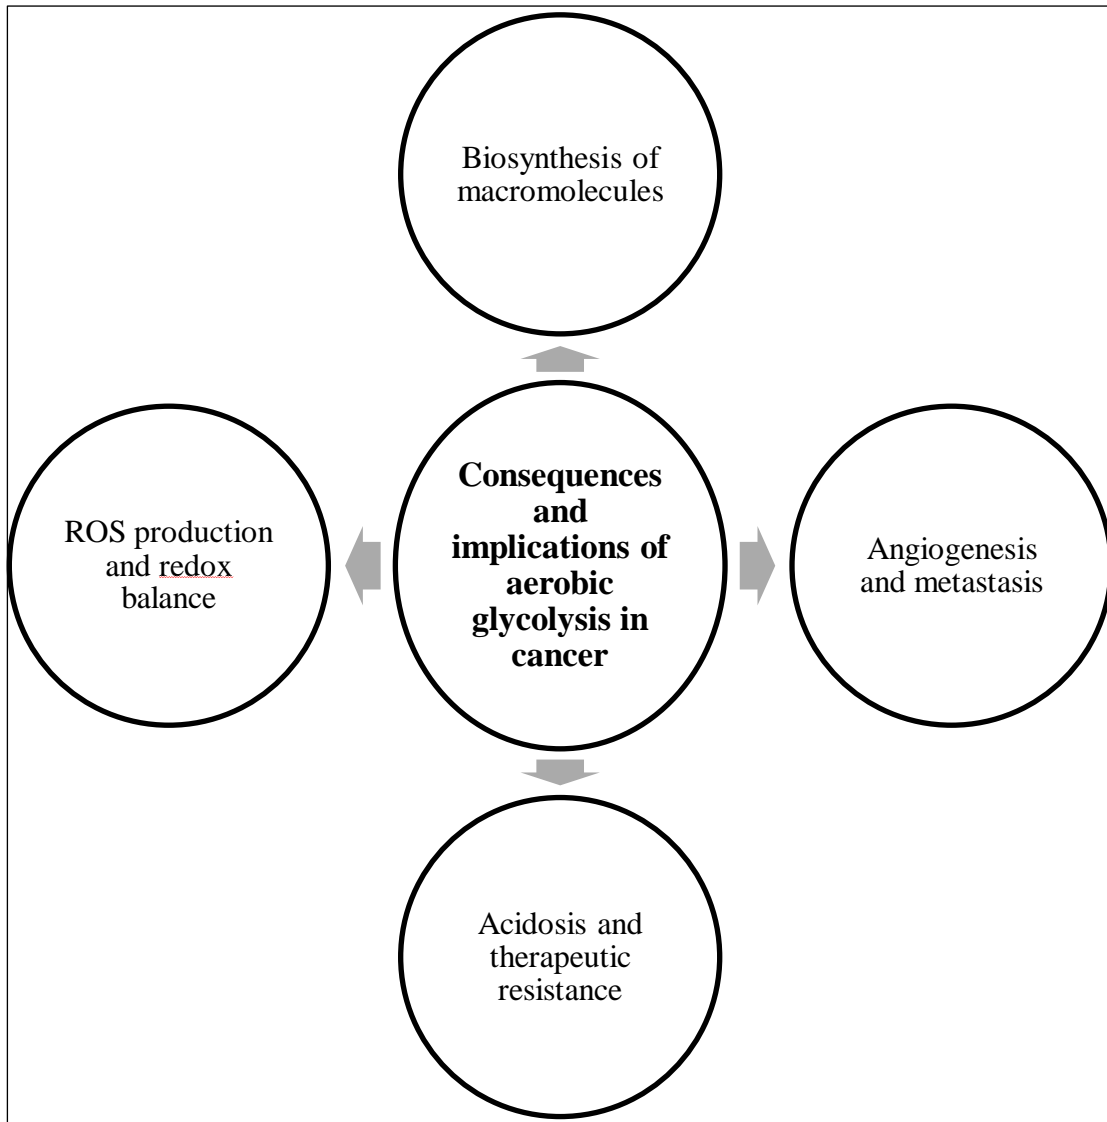 Biosynthesis of
macromolecules
Consequences
and
implications of
aerobic
glycolysis in
cancer
ROS production
and redox
balance
Angiogenesis
and metastasis
Acidosis and
therapeutic
resistance